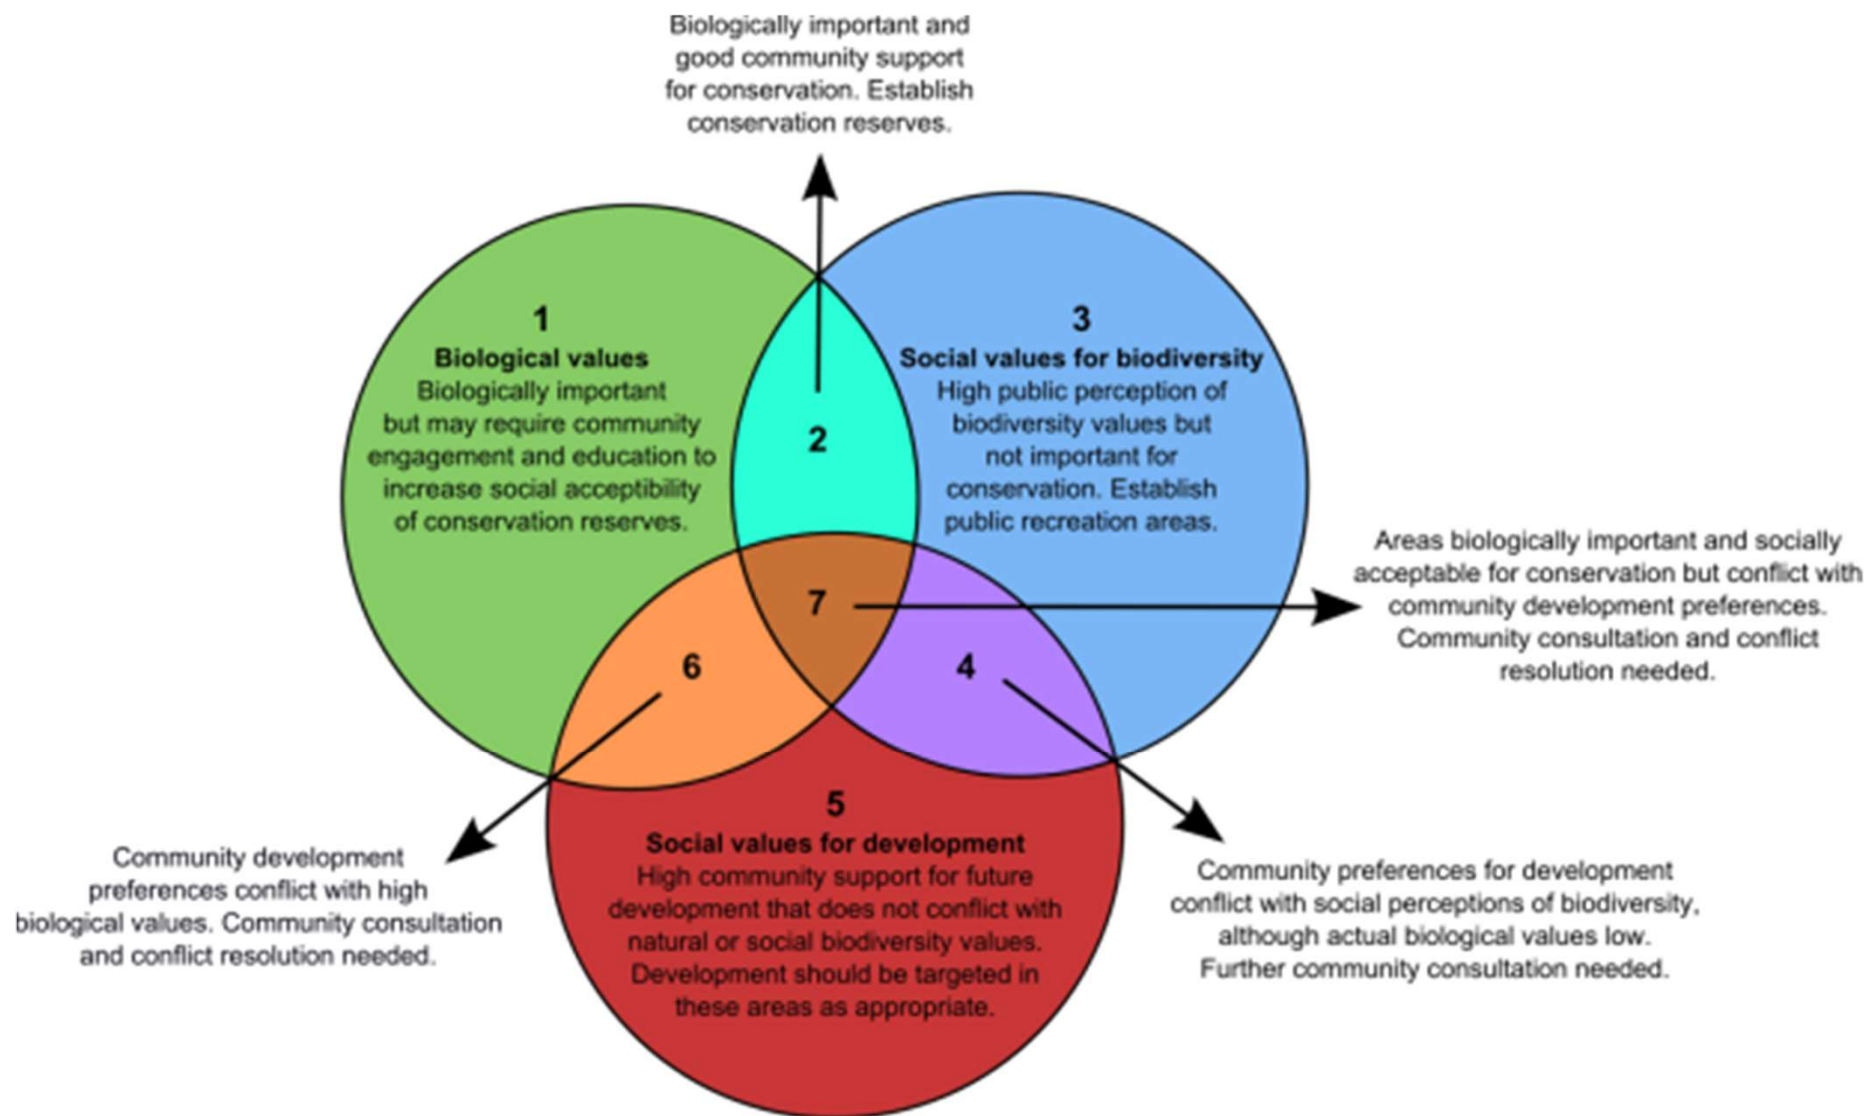 Biologically important and
good community support
for conservation. Establish
conservation reserves.
1
Biological values
Biologically important
but may require community
engagement and education to
increase social acceptibility
of conservation reserves.
2
3
Social values for biodiversity
High public perception of
biodiversity values but
not important for
conservation. Establish
public recreation areas.
Areas biologically important and socially
acceptable for conservation but conflict with
community development preferences.
Community consultation and conflict
resolution needed.
7
6
4
5
Social values for development
High community support for future
development that does not conflict with
natural or social biodiversity values.
Development should be targeted in
these areas as appropriate.
Community development
preferences conflict with high
biological values. Community consultation
and conflict resolution needed.
Community preferences for development
conflict with social perceptions of biodiversity,
although actual biological values low.
Further community consultation needed.